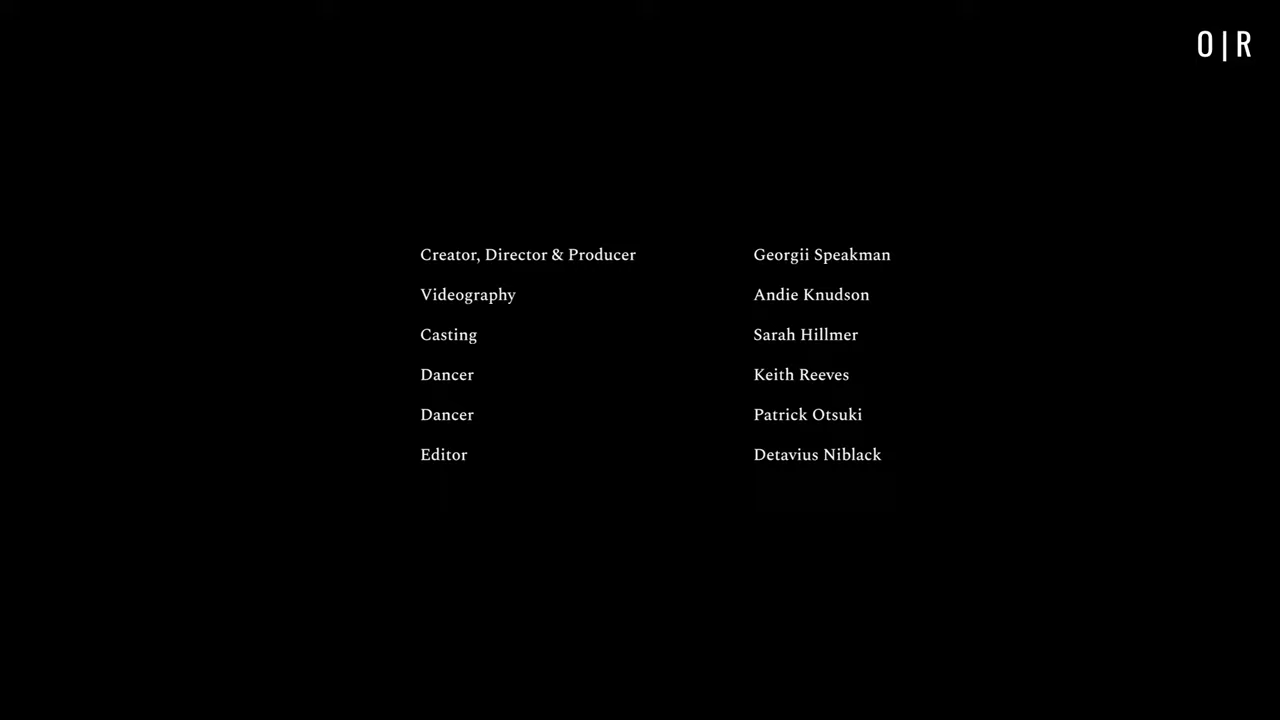 O|R
Creator, Director & Producer Georgii Speakman
Videography Andie Knudson
Casting Sarah Hillmer
Dancer Keith Reeves
Dancer Patrick Otsuki
Editor Detavius Niblack